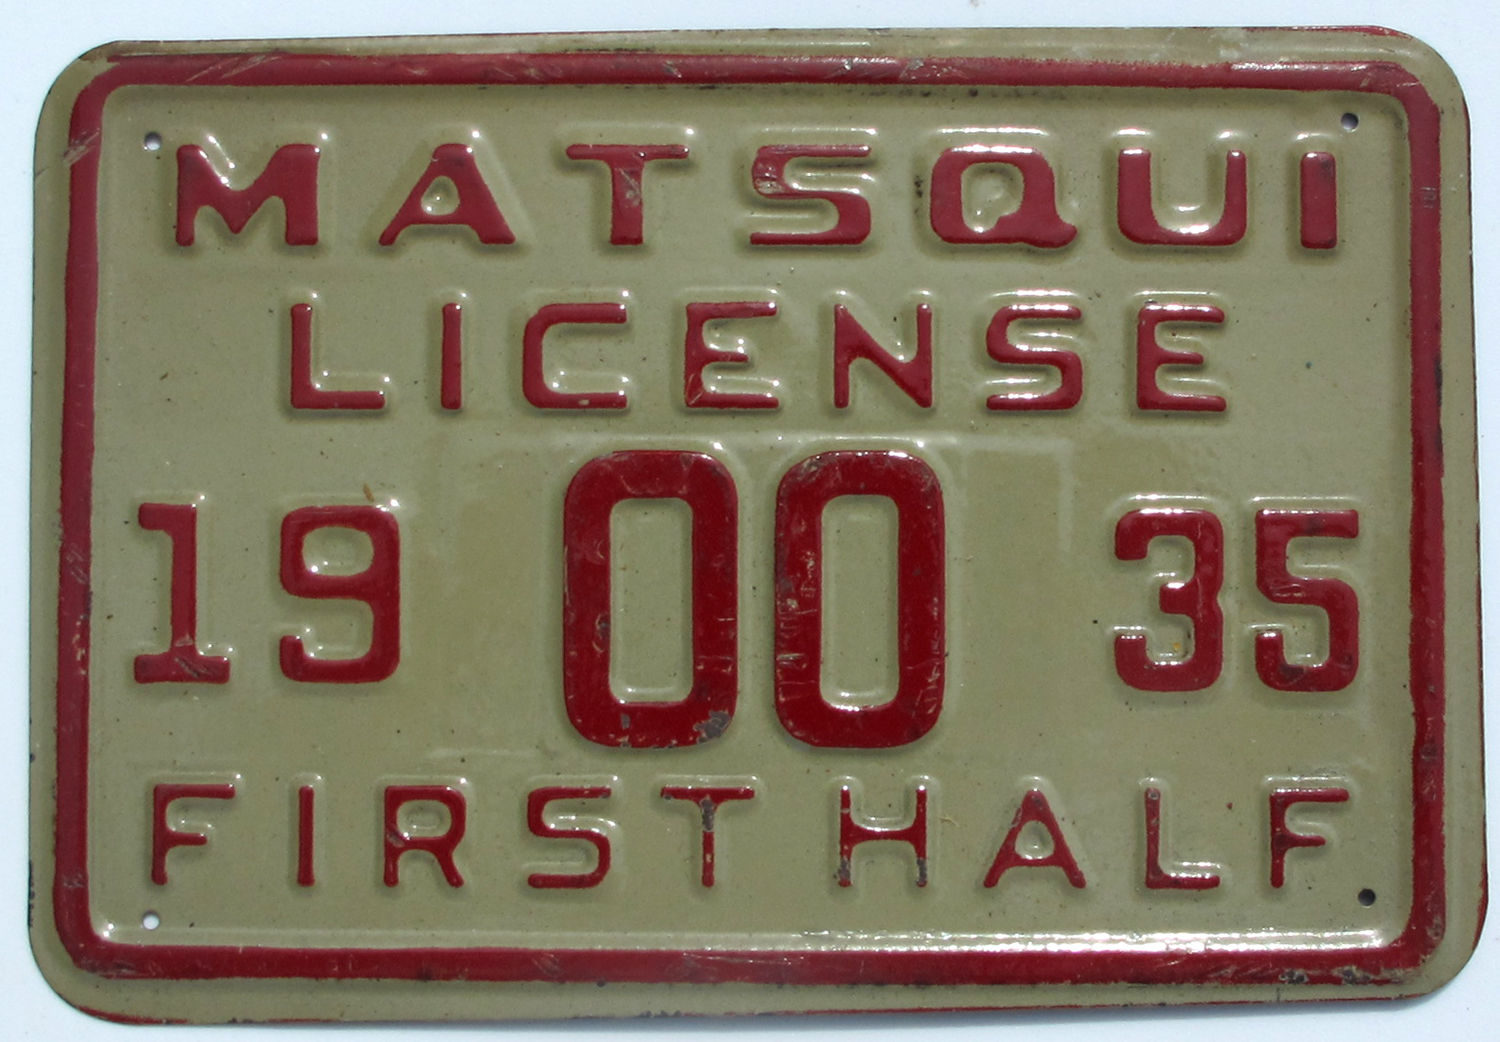 MATSQUI
LICENSE
19 00 35
FIRST HALF